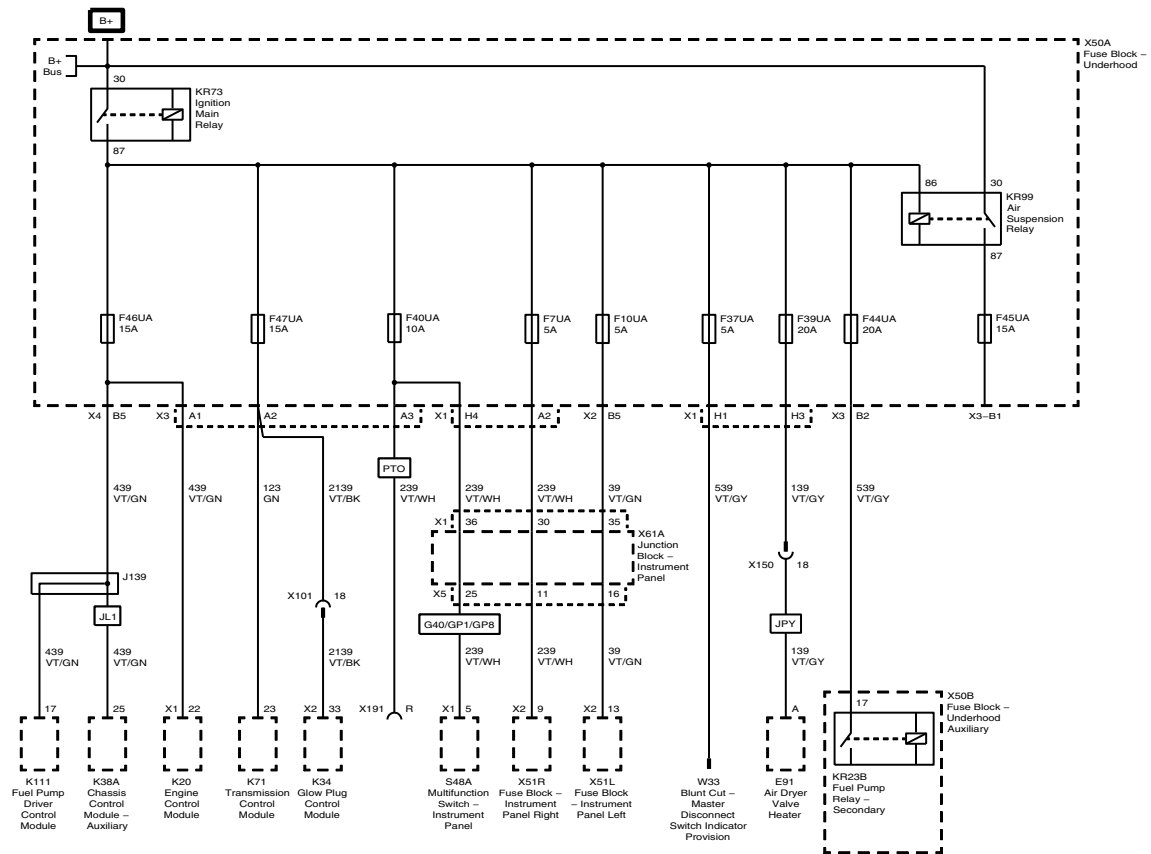 B+
X50A
Fuse Block –
Underhood
B+
Bus
30
KR73
Ignition
Main
Relay
87
86
30
KR99
Air
Suspension
Relay
87
F46UA
15A
F47UA
15A
F40UA
10A
F7UA
5A
F10UA
5A
F37UA
5A
F39UA
20A
F44UA
20A
F45UA
15A
X4 B5
X3 A1
A2
A3
X1 H4
A2
X2 B5
X1 H1
H3
X3 B2
X3–B1
PTO
439
VT/GN
439
VT/GN
123
GN
2139
VT/BK
239
VT/WH
239
VT/WH
239
VT/WH
39
VT/GN
539
VT/GY
139
VT/GY
539
VT/GY
X1 36
30
35
X61A
Junction
Block –
Instrument
Panel
X150 18
J139
X101 18
X5 25
11
16
JL1
G40/GP1/GP8
JPY
439
VT/GN
439
VT/GN
2139
VT/BK
239
VT/WH
239
VT/WH
39
VT/GN
139
VT/GY
X50B
Fuse Block –
Underhood
Auxiliary
17
17
25
X1 22
23
X2 33
X191 R
X1 5
X2 9
X2 13
A
K111
Fuel Pump
Driver
Control
Module
K38A
Chassis
Control
Module –
Auxiliary
K20
Engine
Control
Module
K71
Transmission
Control
Module
K34
Glow Plug
Control
Module
S48A
Multifunction
Switch –
Instrument
Panel
X51R
Fuse Block –
Instrument
Panel Right
X51L
Fuse Block
– Instrument
Panel Left
W33
Blunt Cut –
Master
Disconnect
Switch Indicator
Provision
E91
Air Dryer
Valve
Heater
KR23B
Fuel Pump
Relay –
Secondary